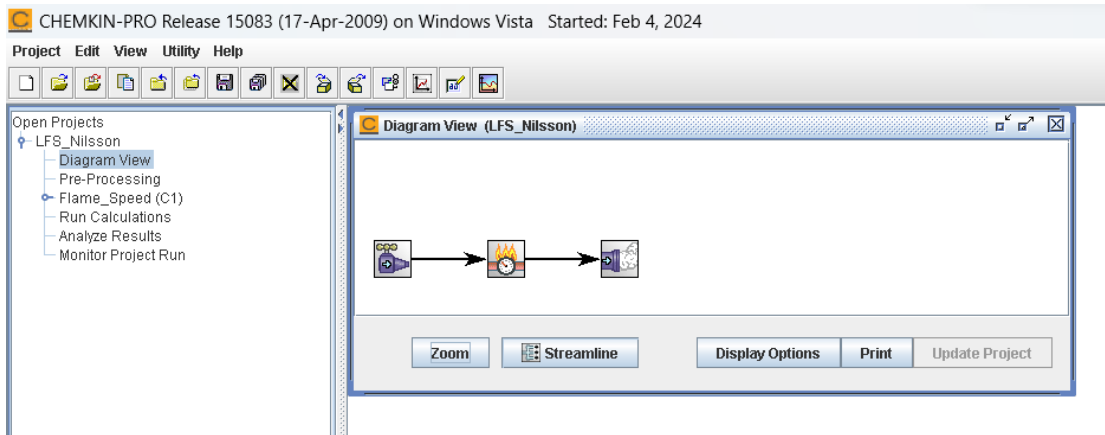 CHEMKIN-PRO Release 15083 (17-Apr-2009) on Windows Vista Started: Feb 4, 2024
Project Edit View Utility Help
Open Projects
LFS_Nilsson
Diagram View
Pre-Processing
Flame_Speed (C1)
Run Calculations
Analyze Results
Monitor Project Run
Diagram View (LFS_Nilsson)
Zoom
Streamline
Display Options
Print
Update Project